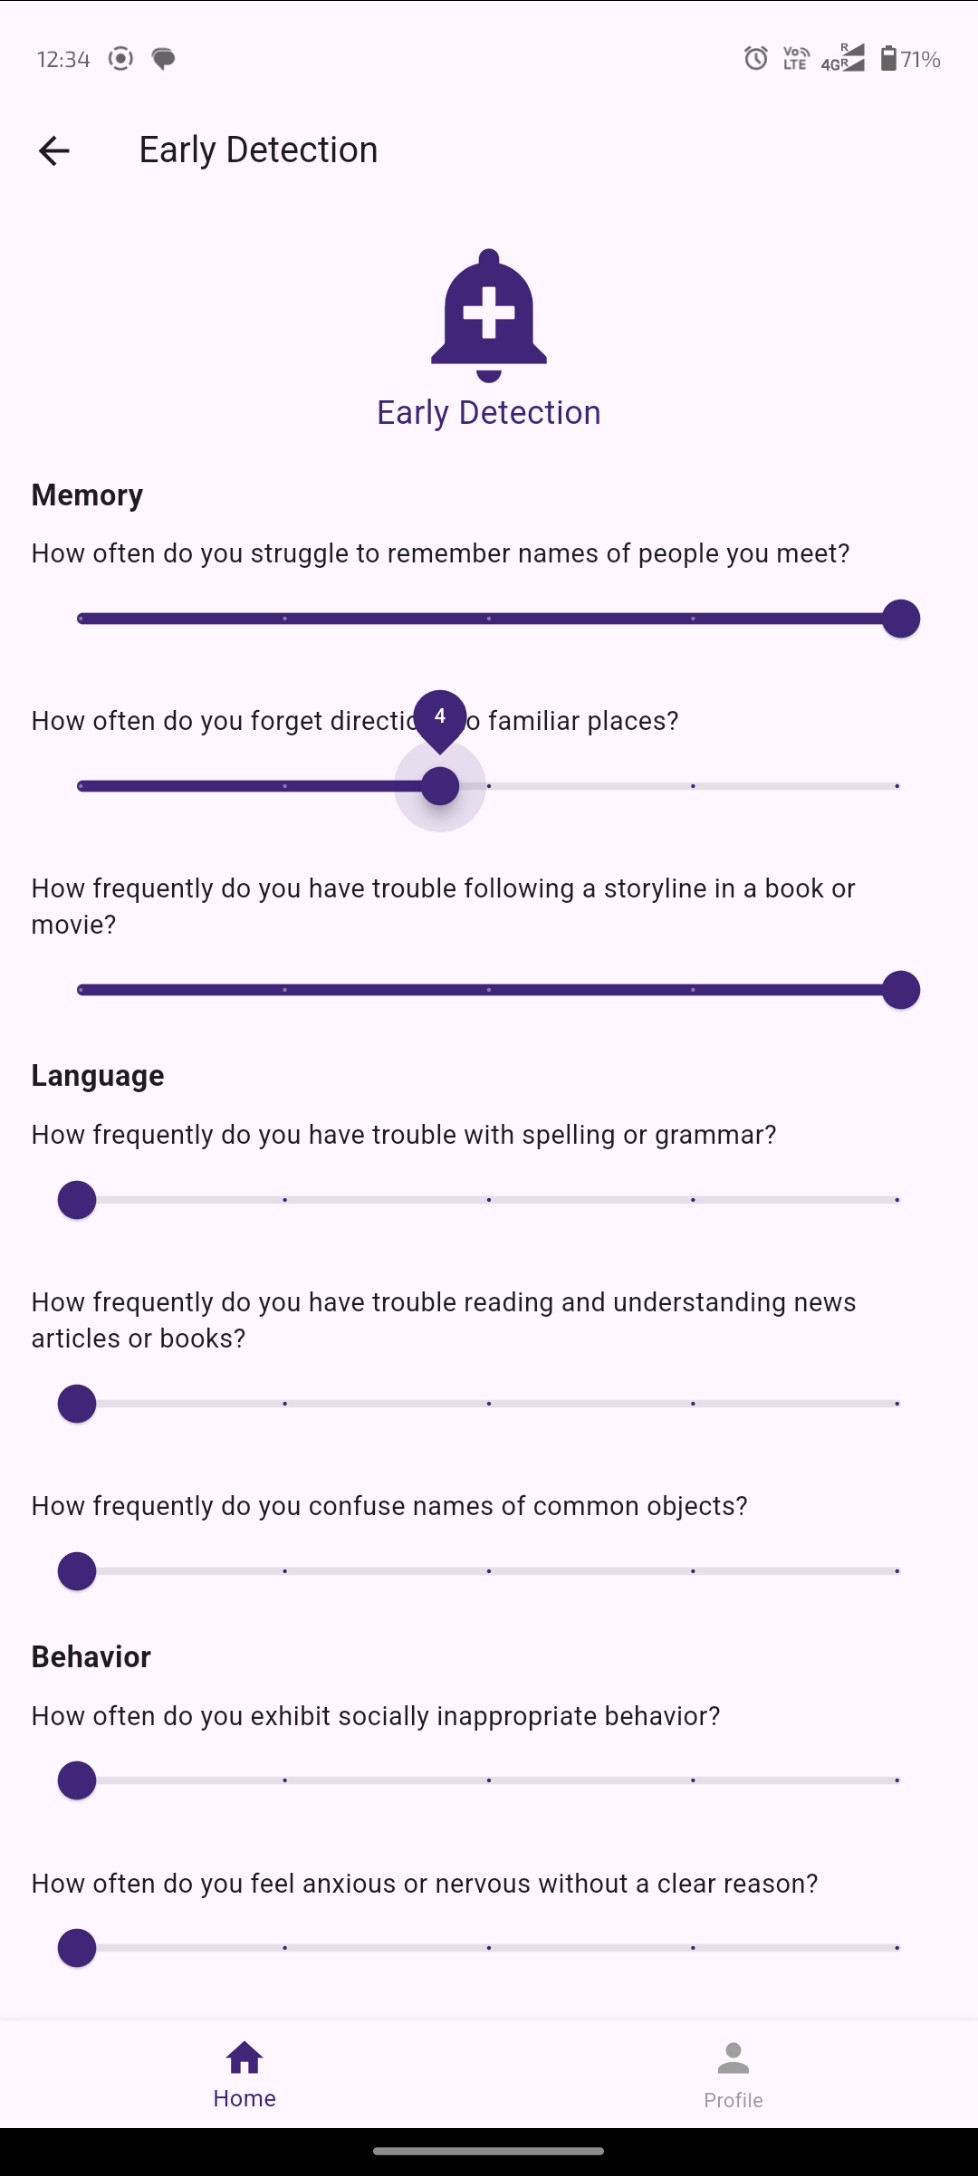 12:34
Vo LTE 4G R R 71%
Early Detection
Early Detection
Memory
How often do you struggle to remember names of people you meet?
4
How often do you forget directio o familiar places?
How frequently do you have trouble following a storyline in a book or
movie?
Language
How frequently do you have trouble with spelling or grammar?
How frequently do you have trouble reading and understanding news
articles or books?
How frequently do you confuse names of common objects?
Behavior
How often do you exhibit socially inappropriate behavior?
How often do you feel anxious or nervous without a clear reason?
Home
Profile